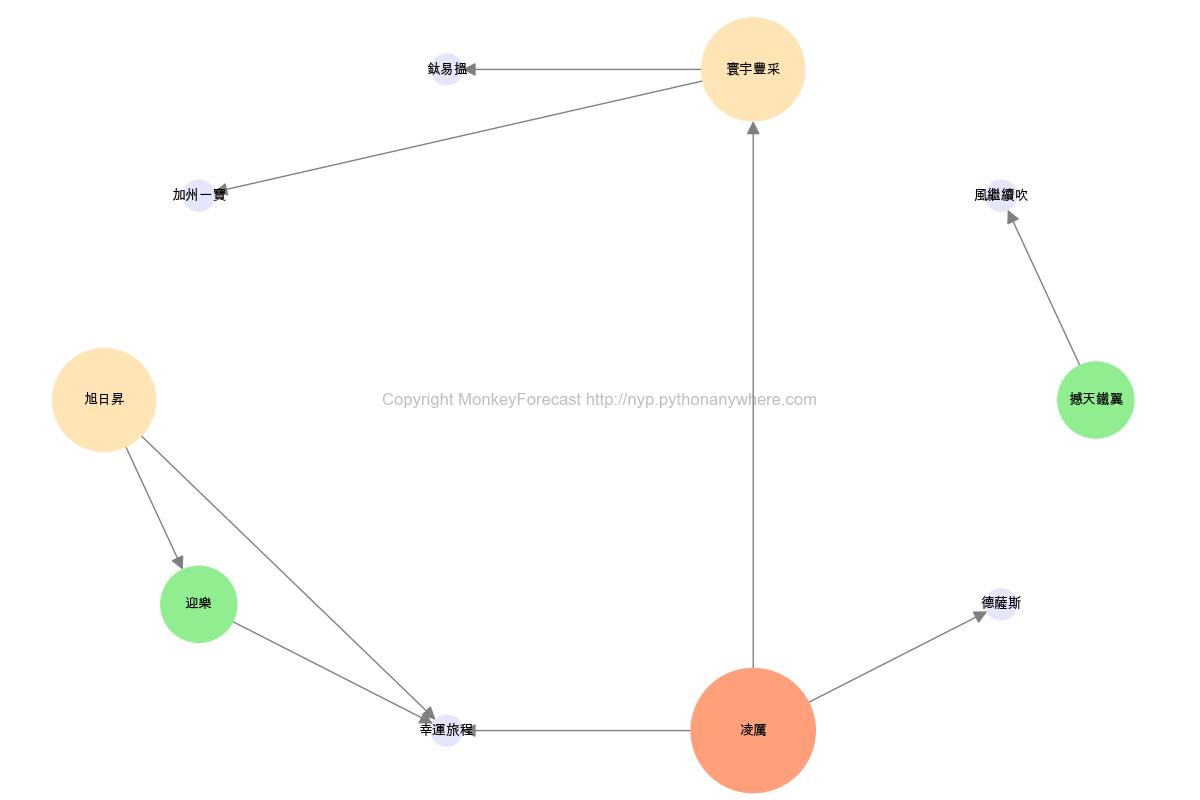 鈦易搵
寰宇豐采
加州一寶
風繼續吹
旭日昇
Copyright MonkeyForecast http://nyp.pythonanywhere.com
撼天鐵翼
迎樂
德薩斯
幸運旅程
凌厲